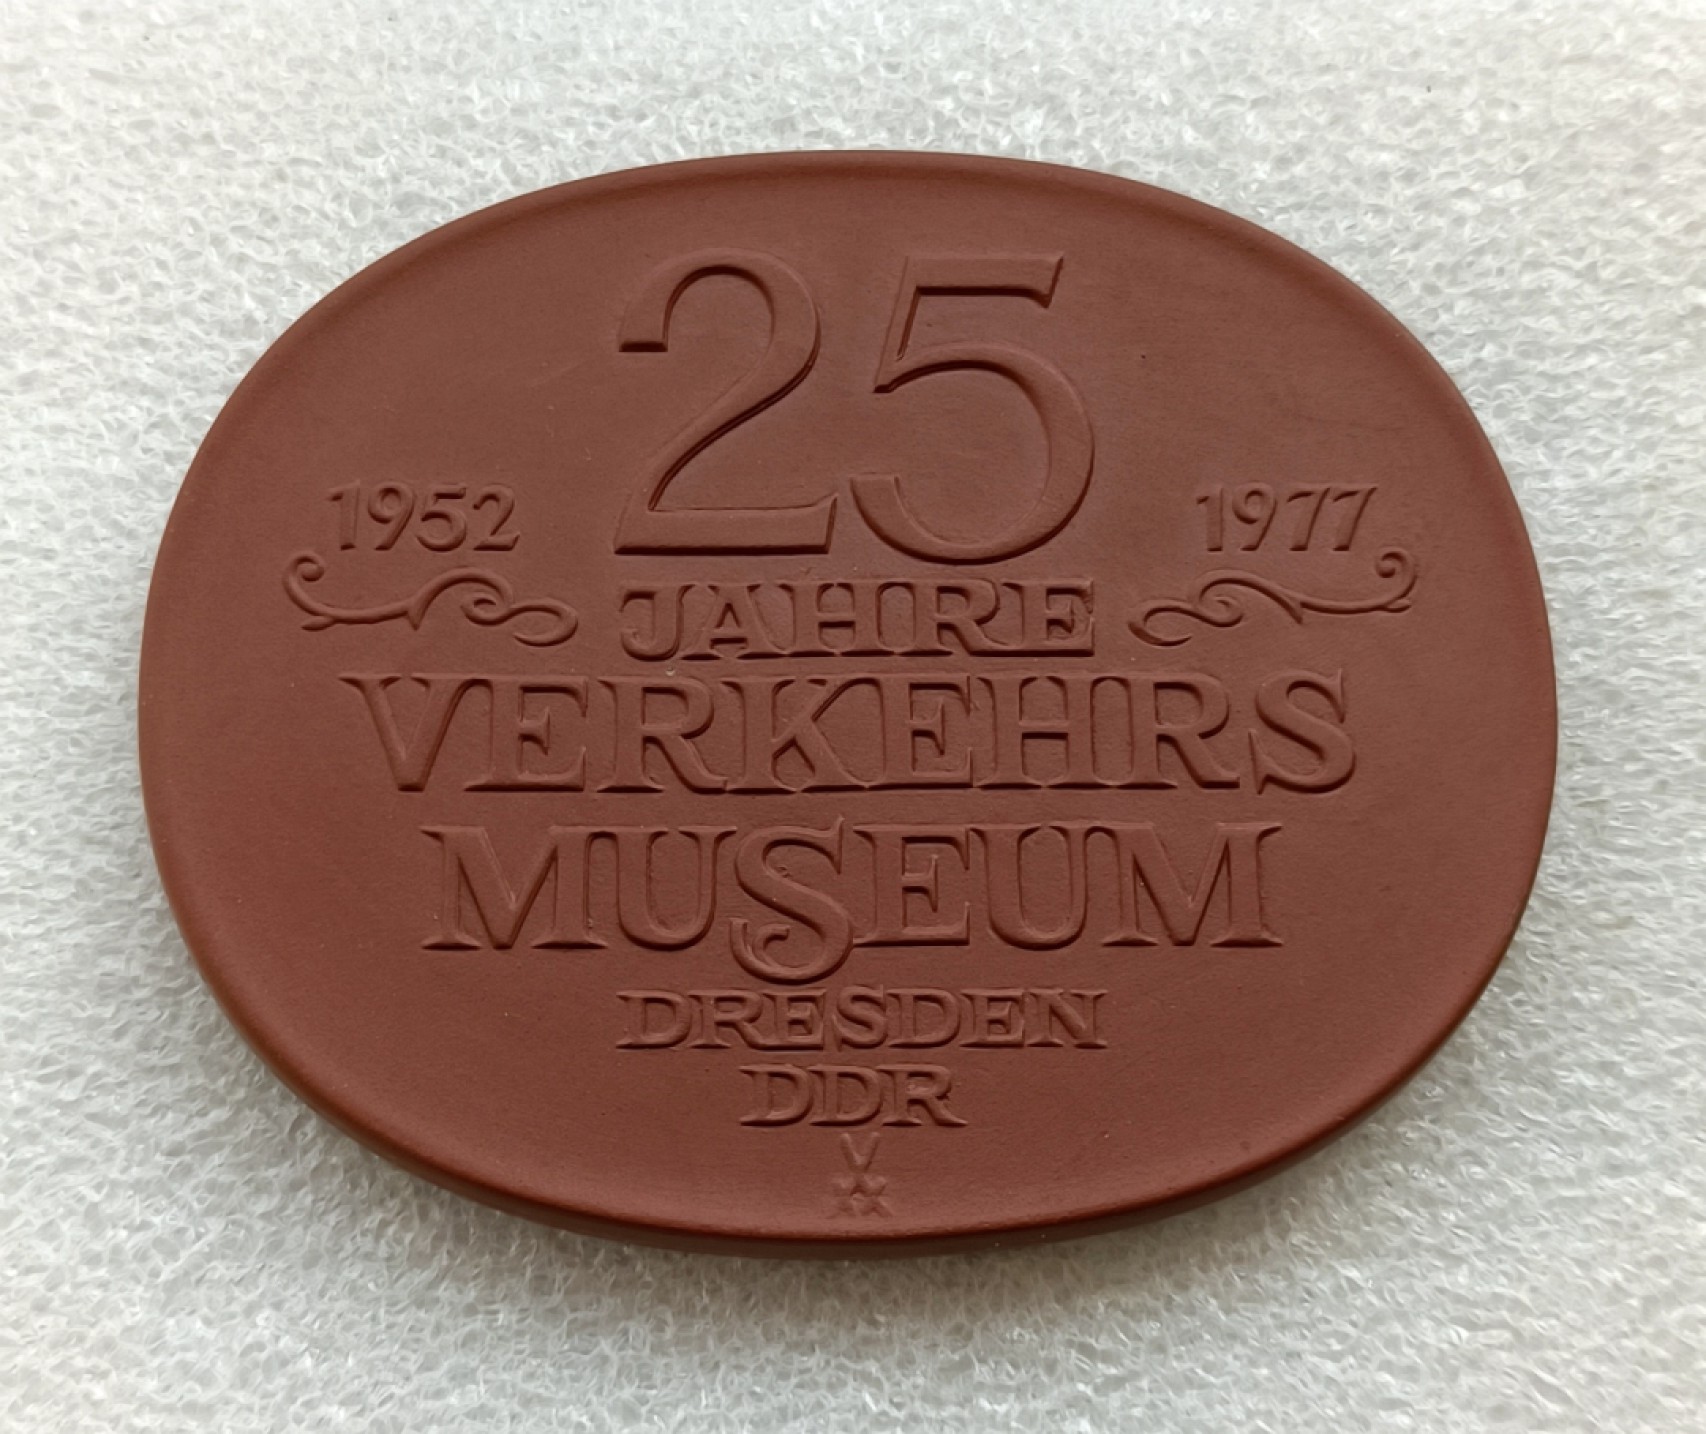 25
1952 1977
JAHRE
VERKEHRS
MUSEUM
DRESDEN
DDR